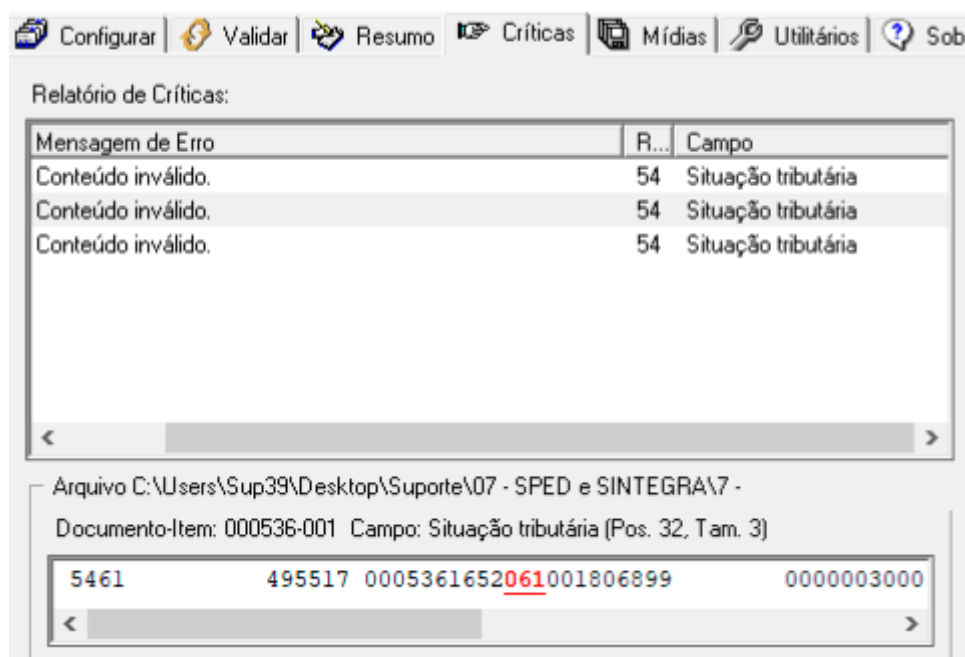 Configurar Validar Resumo Críticas Mídias Utilitários Sob
Relatório de Críticas:
Mensagem de Erro R... Campo
Conteúdo inválido. 54 Situação tributária
Conteúdo inválido. 54 Situação tributária
Conteúdo inválido. 54 Situação tributária
Arquivo C:\Users\Sup39\Desktop\Suporte\07 - SPED e SINTEGRA\7 -
Documento-Item: 000536-001 Campo: Situação tributária (Pos. 32, Tam. 3)
5461 495517 0005361652061001806899 0000003000